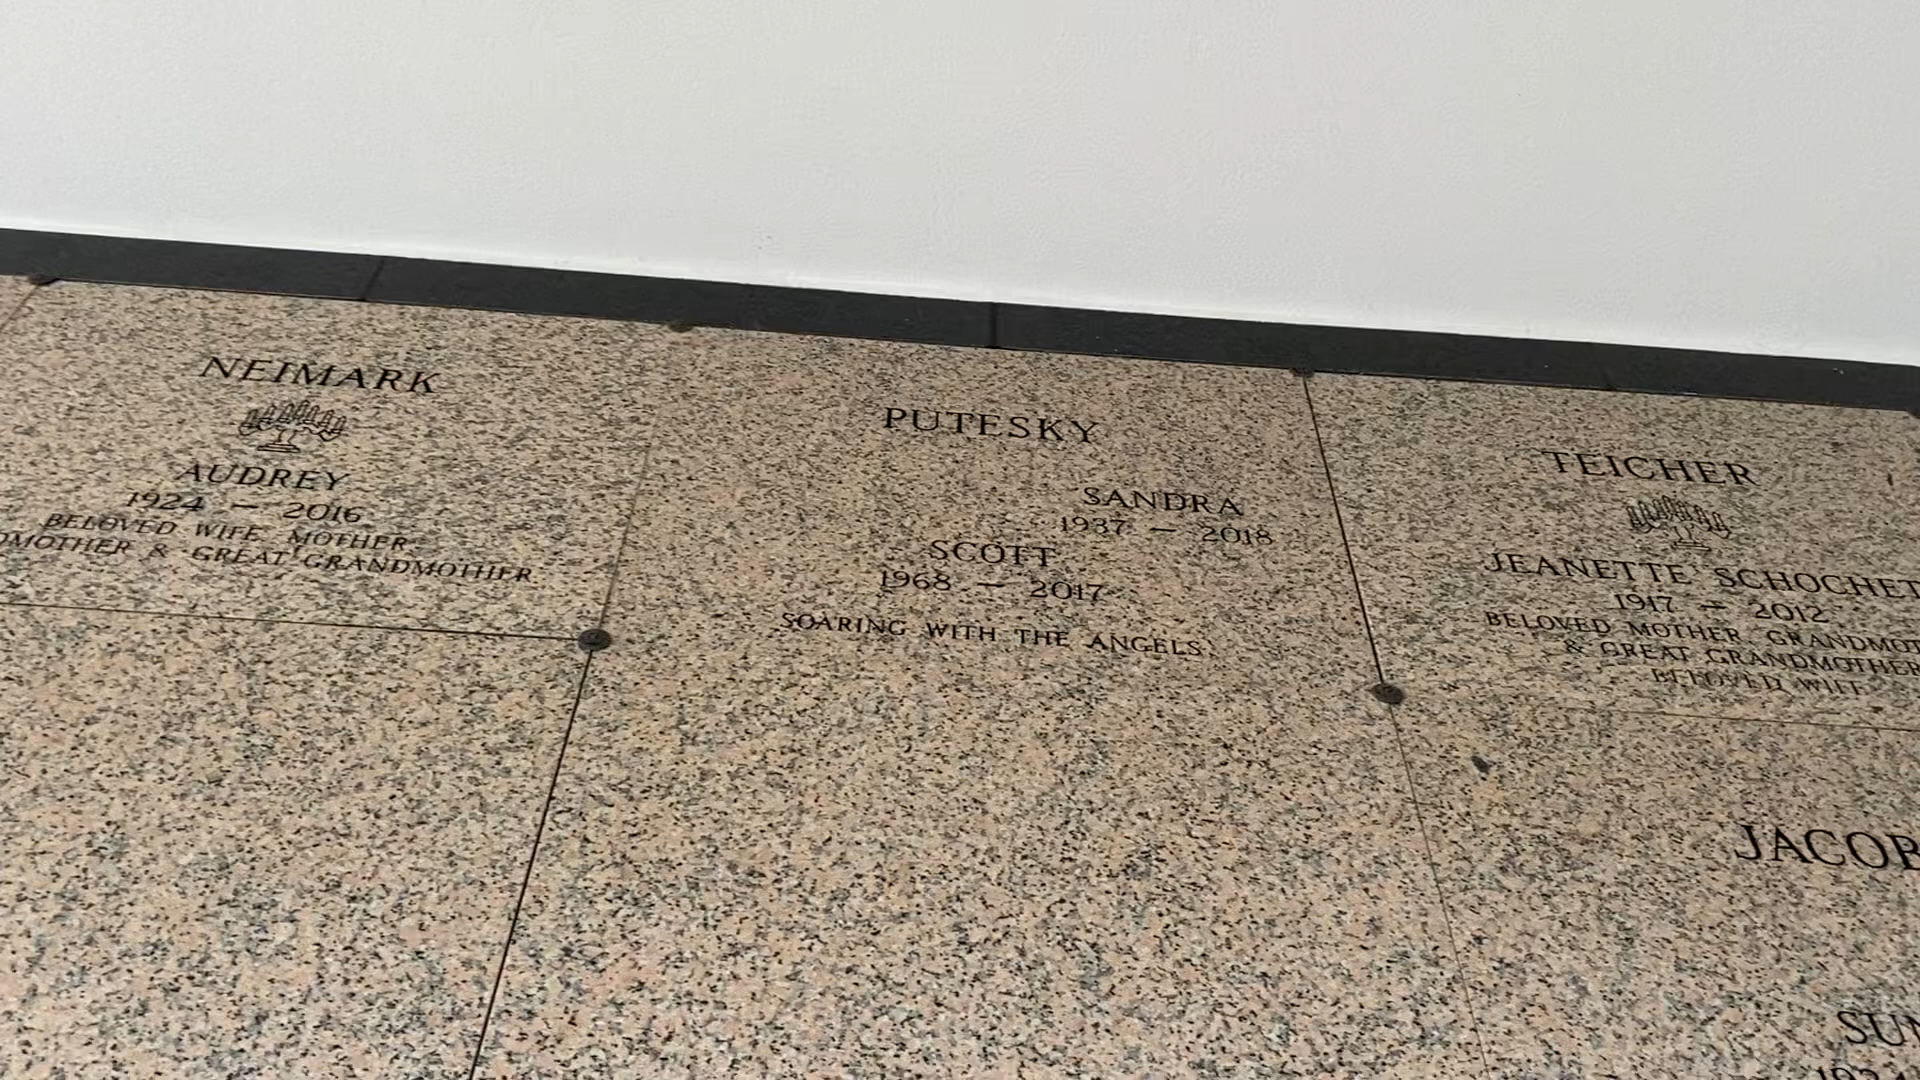 NEIMARK
AUDREY
1924 – 2016
BELOVED WIFE MOTHER
& GREAT GRANDMOTHER
PUTESKY
SANDRA
1937 – 2018
SCOTT
1968 – 2017
SOARING WITH THE ANGELS
TEICHER
JEANETTE SCHOCHET
1917 – 2012
BELOVED MOTHER
& GREAT GRANDMOTHER
BELOVED WIFE